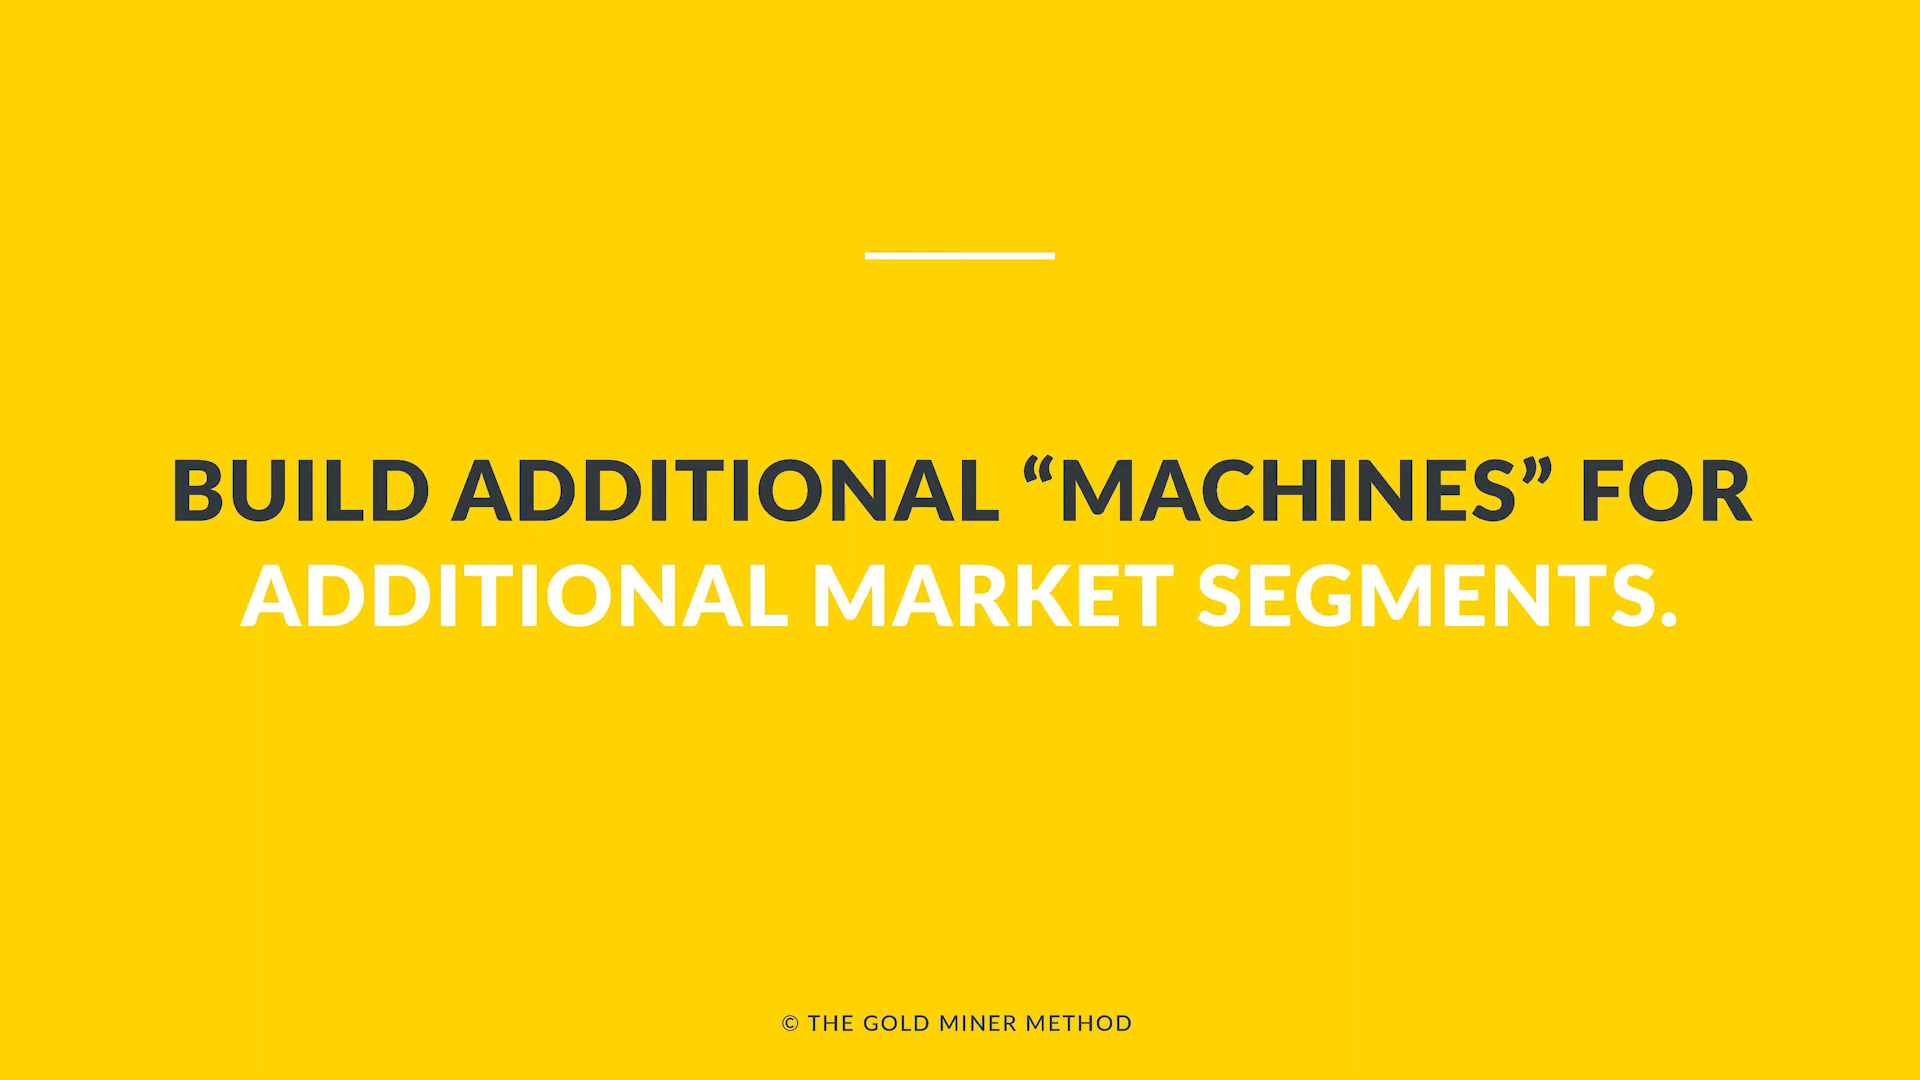 BUILD ADDITIONAL “MACHINES” FOR
ADDITIONAL MARKET SEGMENTS.
© THE GOLD MINER METHOD